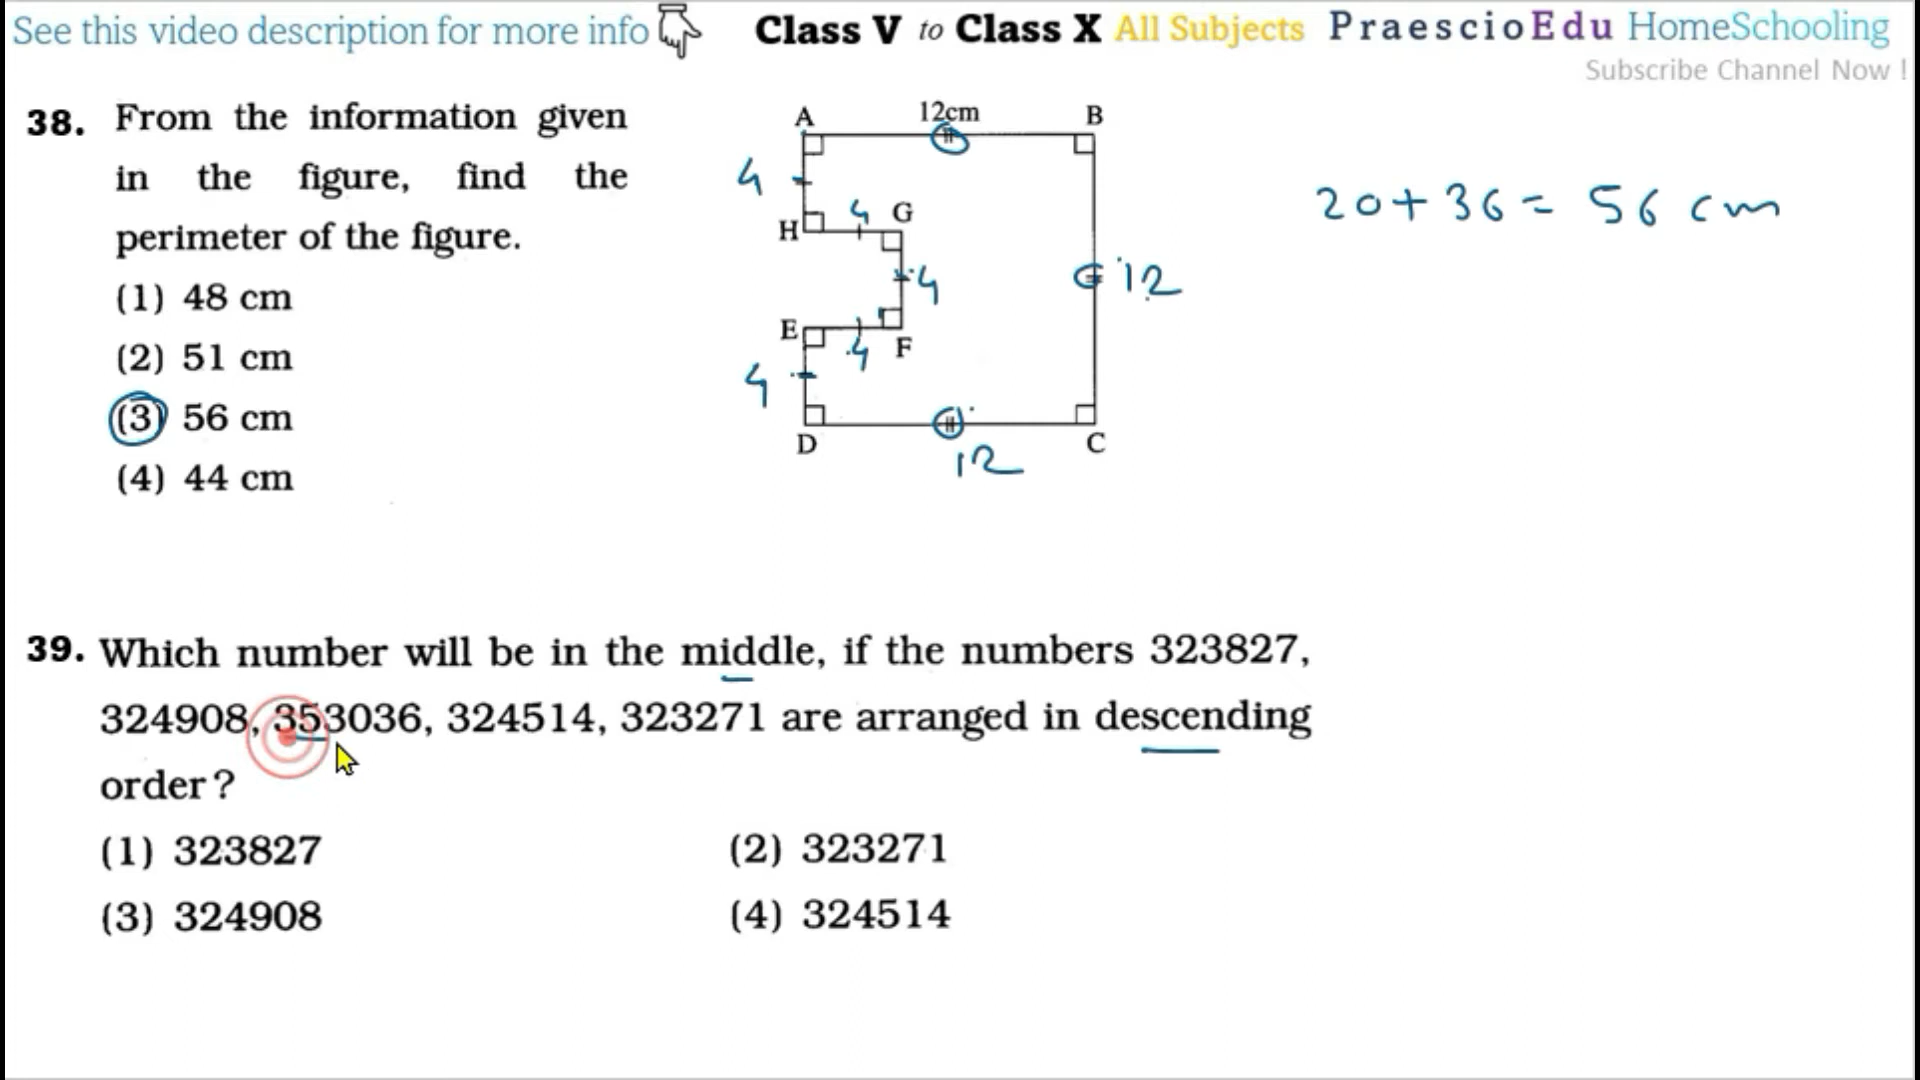 See this video description for more info Class V to Class X All Subjects PraescioEdu HomeSchooling
Subscribe Channel Now !
38. From the information given
in the figure, find the
perimeter of the figure.
(1) 48 cm
(2) 51 cm
(3) 56 cm
(4) 44 cm
A 12cm B
4
H 4 G
4
12
E 4 F
4
D C
12
20+36= 56 cm
39. Which number will be in the middle, if the numbers 323827,
324908, 353036, 324514, 323271 are arranged in descending
order?
(1) 323827 (2) 323271
(3) 324908 (4) 324514